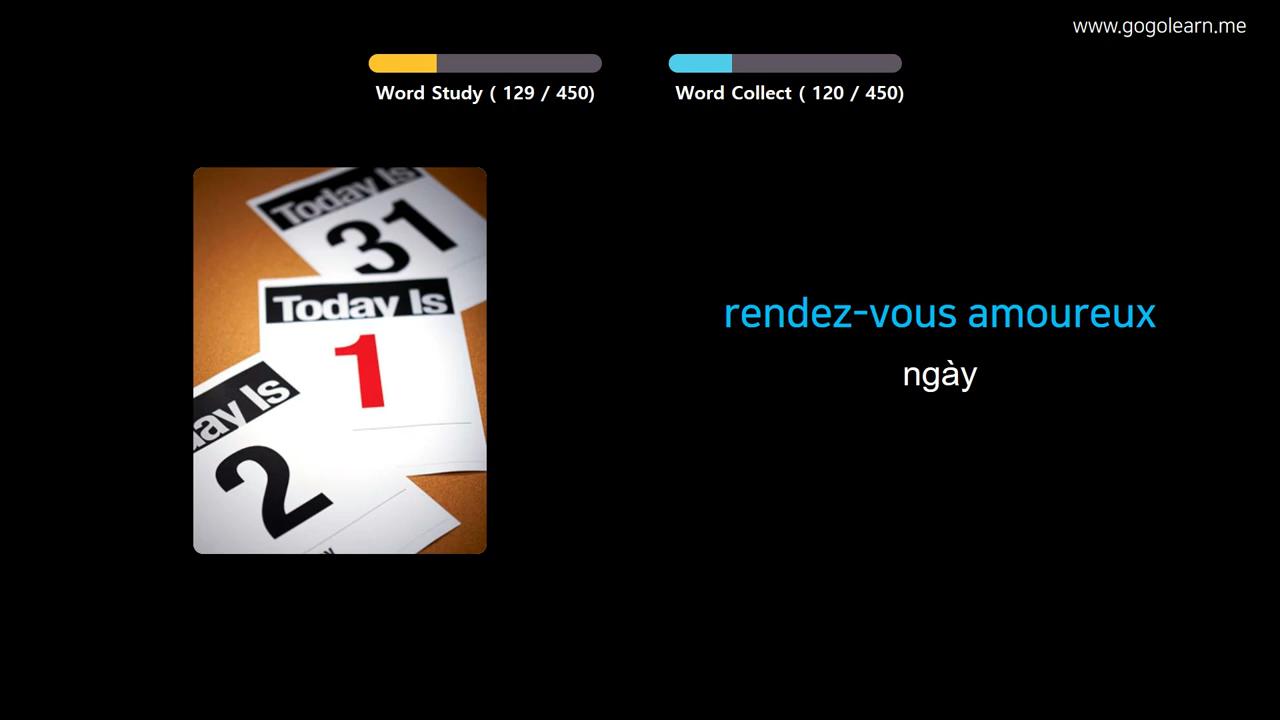 www.gogolearn.me
Word Study ( 129 / 450)
Word Collect ( 120 / 450)
Today Is
31
Today Is
1
day Is
2
rendez-vous amoureux
ngày